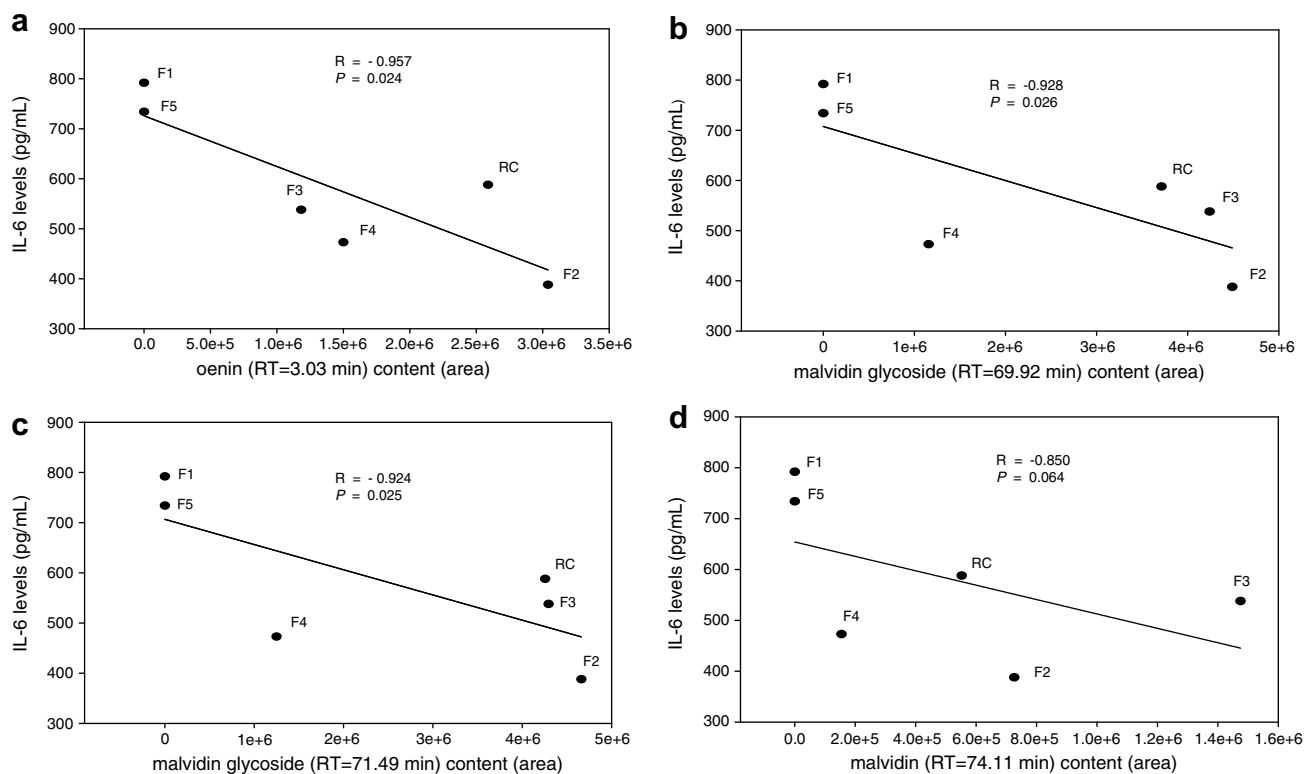 a
900
800
700
600
500
400
300
IL-6 levels (pg/mL)
F1
F5
F3
F4
RC
F2
R = - 0.957
P = 0.024
0.0 5.0e+5 1.0e+6 1.5e+6 2.0e+6 2.5e+6 3.0e+6 3.5e+6
oenin (RT=3.03 min) content (area)
b
900
800
700
600
500
400
300
IL-6 levels (pg/mL)
F1
F5
F4
RC
F3
F2
R = -0.928
P = 0.026
0 1e+6 2e+6 3e+6 4e+6 5e+6
malvidin glycoside (RT=69.92 min) content (area)
c
900
800
700
600
500
400
300
IL-6 levels (pg/mL)
F1
F5
F4
RC
F3
F2
R = - 0.924
P = 0.025
0 1e+6 2e+6 3e+6 4e+6 5e+6
malvidin glycoside (RT=71.49 min) content (area)
d
900
800
700
600
500
400
300
IL-6 levels (pg/mL)
F1
F5
F4
RC
F2
F3
R = -0.850
P = 0.064
0.0 2.0e+5 4.0e+5 6.0e+5 8.0e+5 1.0e+6 1.2e+6 1.4e+6 1.6e+6
malvidin (RT=74.11 min) content (area)